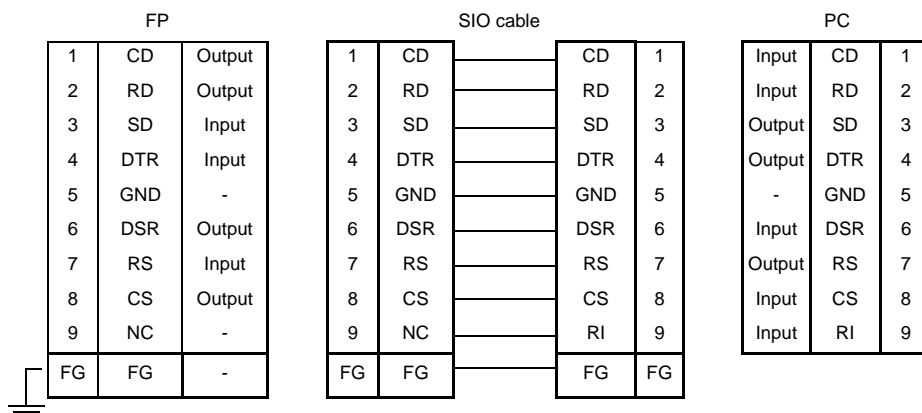 FP SIO cable PC
1 CD Output 1 CD CD 1 Input CD 1
2 RD Output 2 RD RD 2 Input RD 2
3 SD Input 3 SD SD 3 Output SD 3
4 DTR Input 4 DTR DTR 4 Output DTR 4
5 GND - 5 GND GND 5 - GND 5
6 DSR Output 6 DSR DSR 6 Input DSR 6
7 RS Input 7 RS RS 7 Output RS 7
8 CS Output 8 CS CS 8 Input CS 8
9 NC - 9 NC RI 9 Input RI 9
FG FG - FG FG FG FG